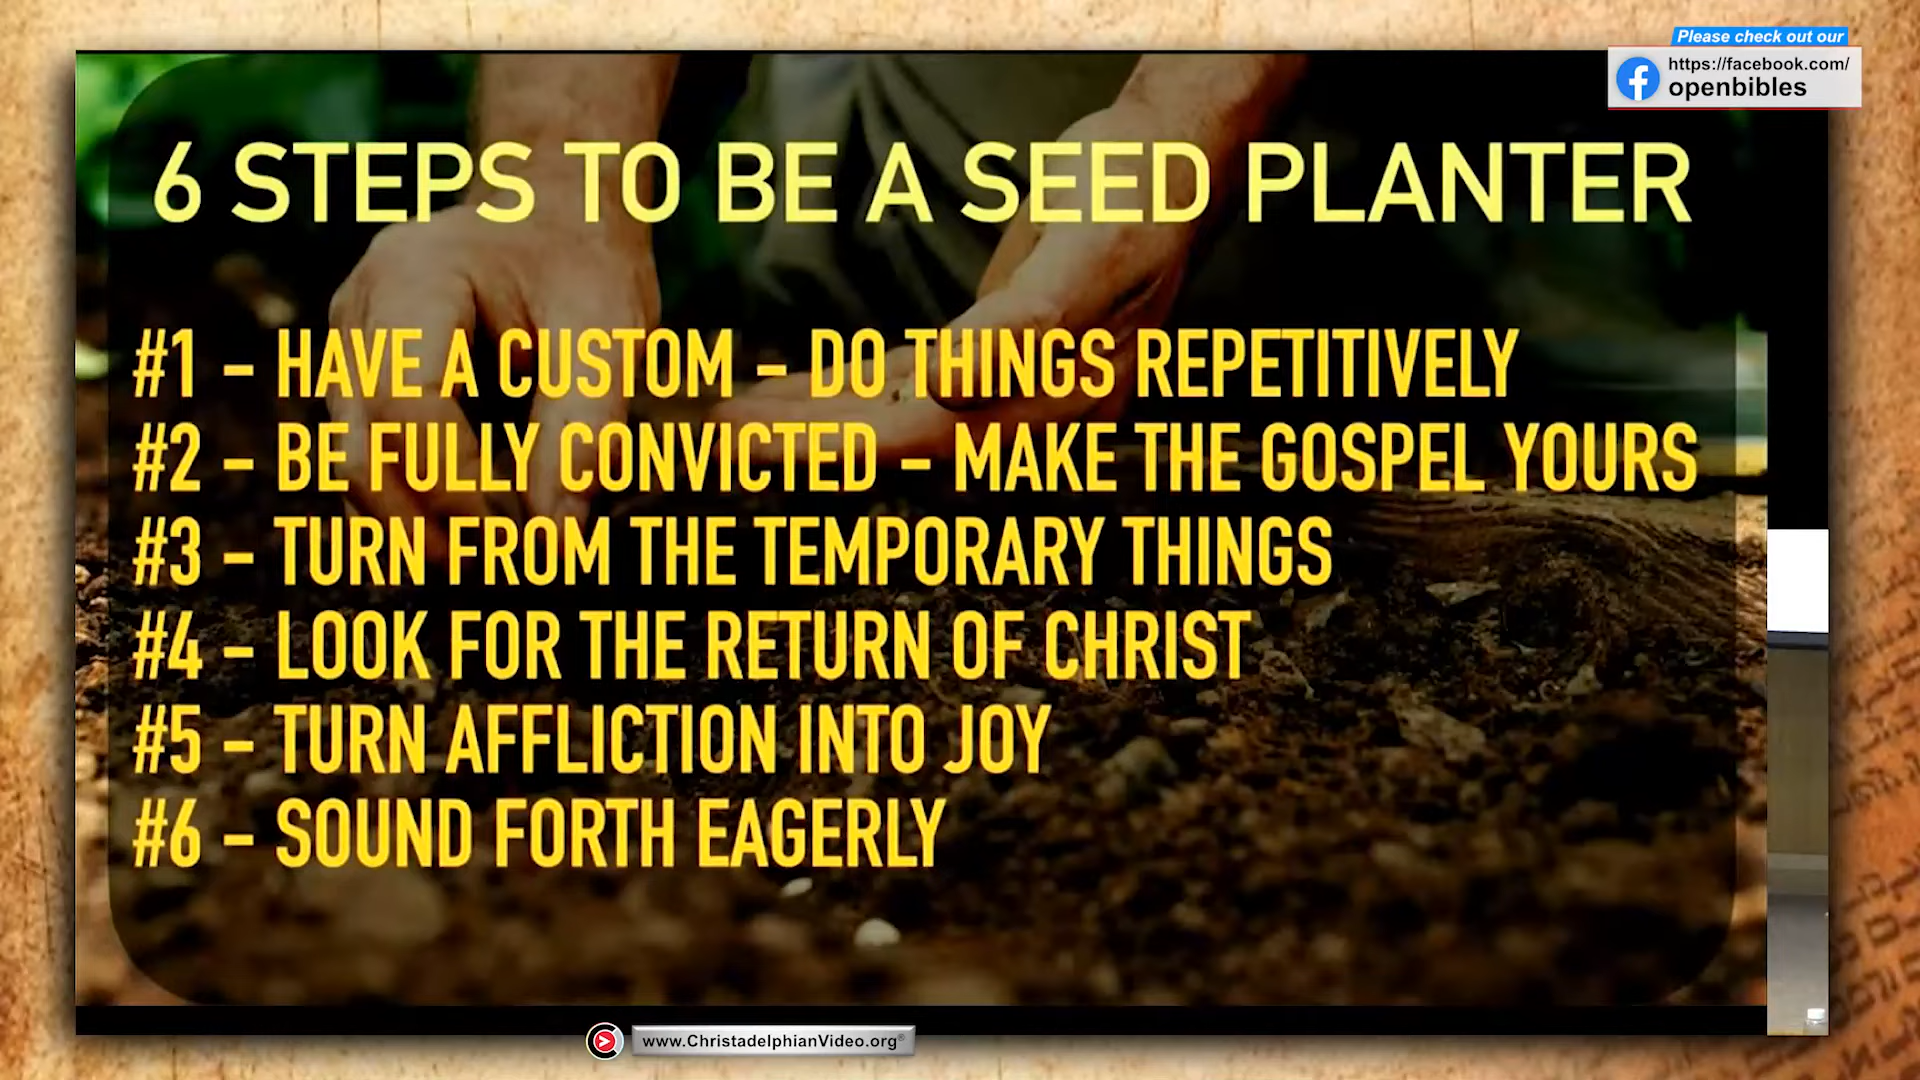 Please check out our
https://facebook.com/
openbibles
6 STEPS TO BE A SEED PLANTER
#1 – HAVE A CUSTOM – DO THINGS REPETITIVELY
#2 – BE FULLY CONVICTED – MAKE THE GOSPEL YOURS
#3 – TURN FROM THE TEMPORARY THINGS
#4 – LOOK FOR THE RETURN OF CHRIST
#5 – TURN AFFLICTION INTO JOY
#6 – SOUND FORTH EAGERLY
www.ChristadelphianVideo.org®